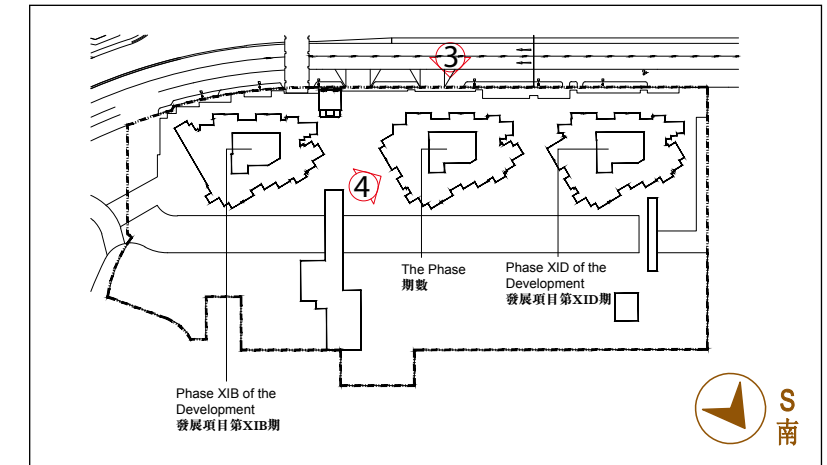 3
4
The Phase
期數
Phase XID of the
Development
發展項目第XID期
Phase XIB of the
Development
發展項目第XIB期
S
南